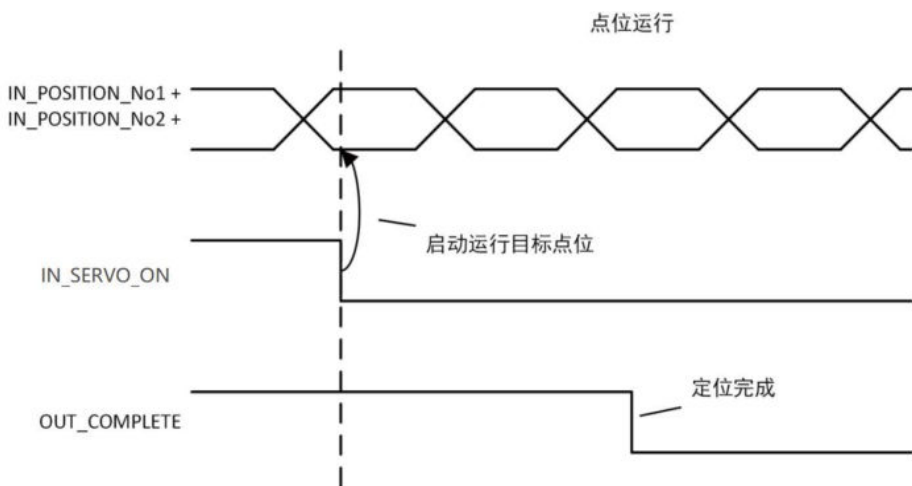 点位运行
IN_POSITION_No1 +
IN_POSITION_No2 +
启动运行目标点位
IN_SERVO_ON
定位完成
OUT_COMPLETE